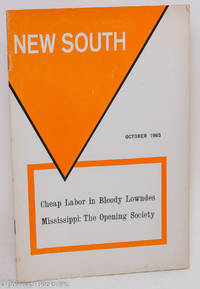 NEW SOUTH
OCTOBER 1965
Cheap Labor in Bloody Lowndes
Mississippi: The Opening Society